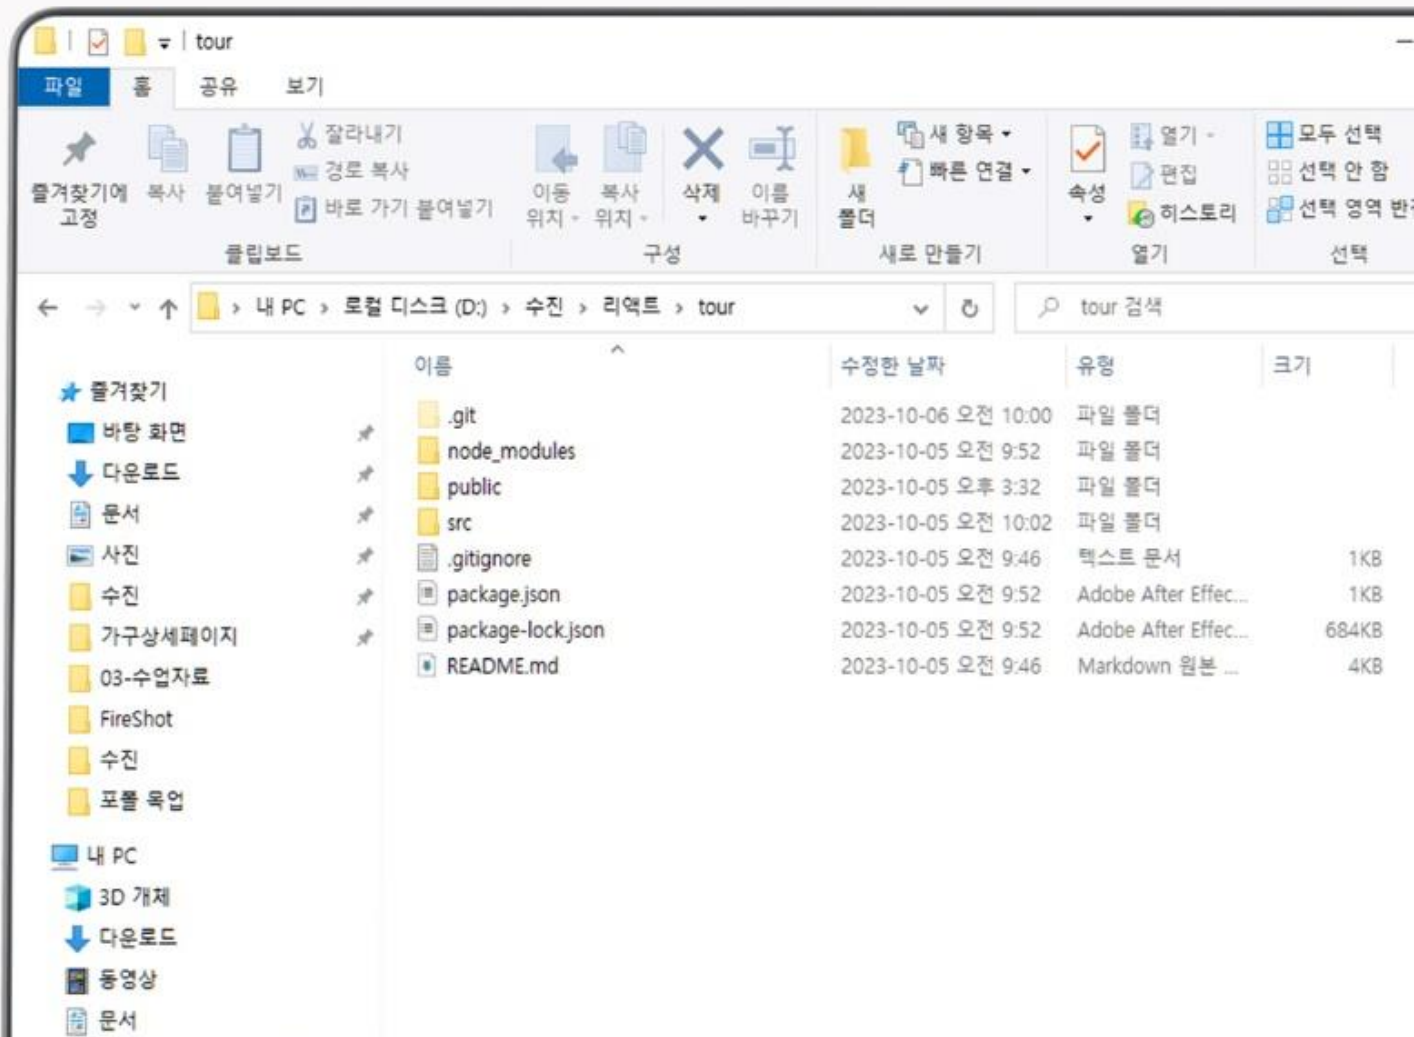 tour
파일 홈 공유 보기
즐겨찾기에 고정
복사
붙여넣기
잘라내기
경로 복사
바로 가기 붙여넣기
클립보드
이동 위치
복사 위치
삭제
이름 바꾸기
구성
새 폴더
새 항목
빠른 연결
새로 만들기
속성
열기
편집
히스토리
열기
모두 선택
선택 안 함
선택 영역
선택
내 PC › 로컬 디스크 (D:) › 수진 › 리액트 › tour
tour 검색
이름 수정한 날짜 유형 크기
.git 2023-10-06 오전 10:00 파일 폴더
node_modules 2023-10-05 오전 9:52 파일 폴더
public 2023-10-05 오후 3:32 파일 폴더
src 2023-10-05 오전 10:02 파일 폴더
.gitignore 2023-10-05 오전 9:46 텍스트 문서 1KB
package.json 2023-10-05 오전 9:52 Adobe After Effec... 1KB
package-lock.json 2023-10-05 오전 9:52 Adobe After Effec... 684KB
README.md 2023-10-05 오전 9:46 Markdown 원본 ... 4KB
즐겨찾기
바탕 화면
다운로드
문서
사진
수진
가구상세페이지
03-수업자료
FireShot
수진
포폴 목업
내 PC
3D 개체
다운로드
동영상
문서